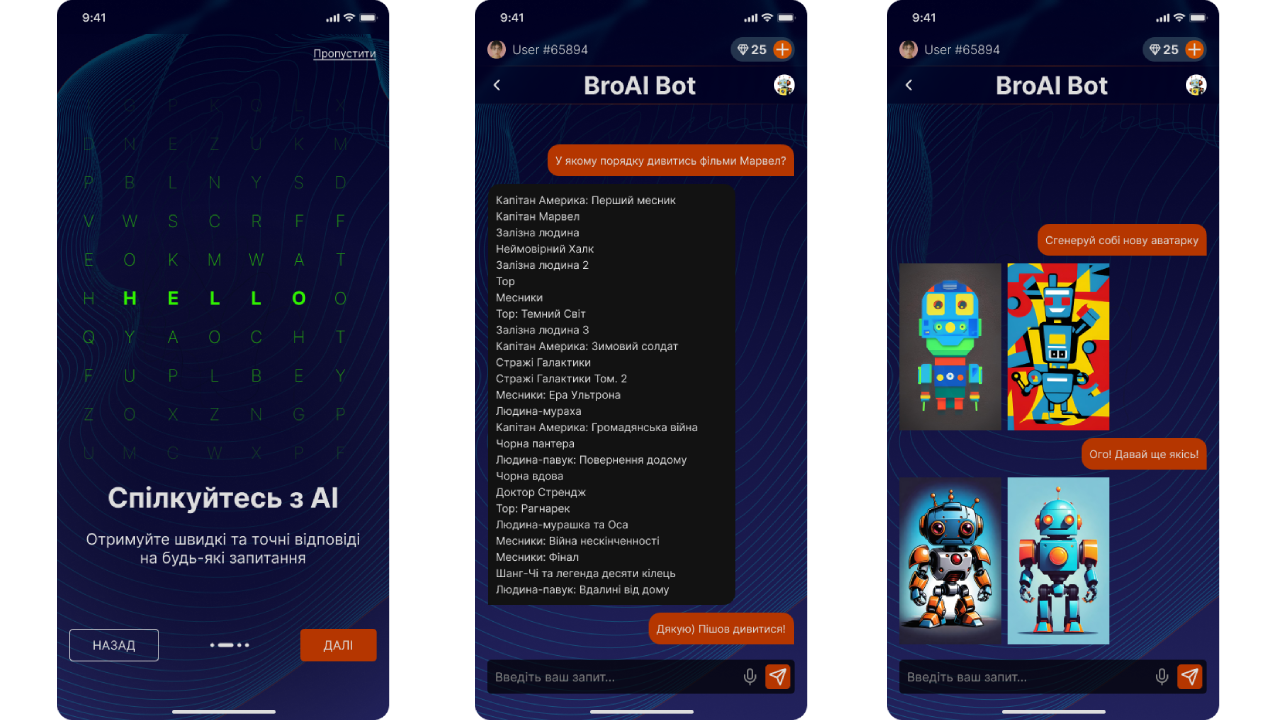 9:41
Пропустити
G P K G L X
D N E Z U K M
P B L N Y S D
V W S C R F F
E O K M W A T
H H E L L O O
Q Y A O C H T
F U P L B E Y
Z O X Z N G P
U M C W X P F
Спілкуйтесь з AI
Отримуйте швидкі та точні відповіді
на будь-які запитання
НАЗАД
ДАЛІ
9:41
User #65894
25
BroAI Bot
У якому порядку дивитись фільми Марвел?
Капітан Америка: Перший месник
Капітан Марвел
Залізна людина
Неймовірний Халк
Залізна людина 2
Тор
Месники
Тор: Темний Світ
Залізна людина 3
Капітан Америка: Зимовий солдат
Стражі Галактики
Стражі Галактики Том. 2
Месники: Ера Ультрона
Людина-мураха
Капітан Америка: Громадянська війна
Чорна пантера
Людина-павук: Повернення додому
Чорна вдова
Доктор Стрендж
Тор: Рагнарек
Людина-мурашка та Оса
Месники: Війна нескінченності
Месники: Фінал
Шанг-Чі та легенда десяти кілець
Людина-павук: Вдалині від дому
Дякую) Пішов дивитися!
Введіть ваш запит...
9:41
User #65894
25
BroAI Bot
Сгенеруй собі нову аватарку
Ого! Давай ще якісь!
Введіть ваш запит...